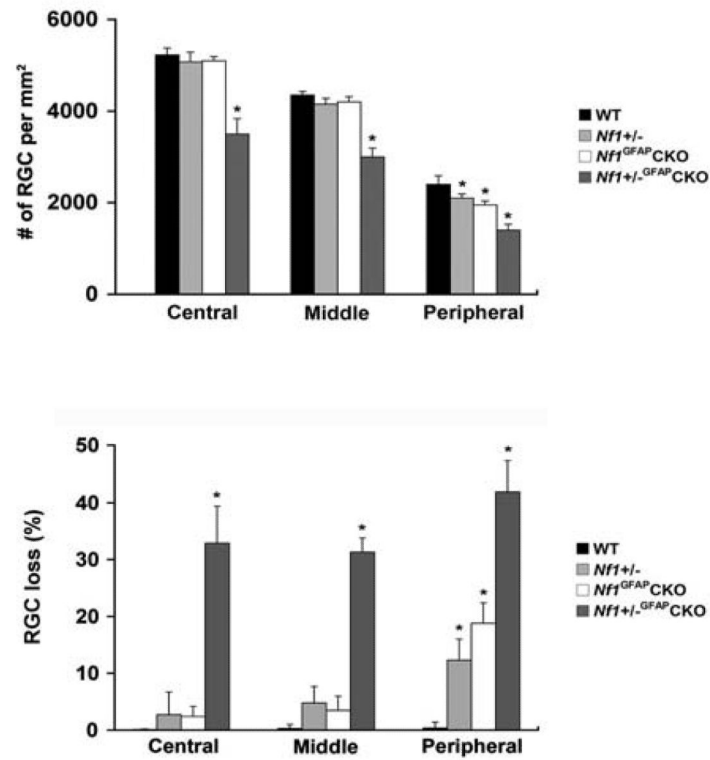 6000
4000
2000
0
# of RGC per mm²
* * * * *
Central Middle Peripheral
WT
Nf1+/-
Nf1ᴳᶠᴬᴾCKO
Nf1+/-ᴳᶠᴬᴾCKO
50
40
30
20
10
0
RGC loss (%)
* * * * *
Central Middle Peripheral
WT
Nf1+/-
Nf1ᴳᶠᴬᴾCKO
Nf1+/-ᴳᶠᴬᴾCKO